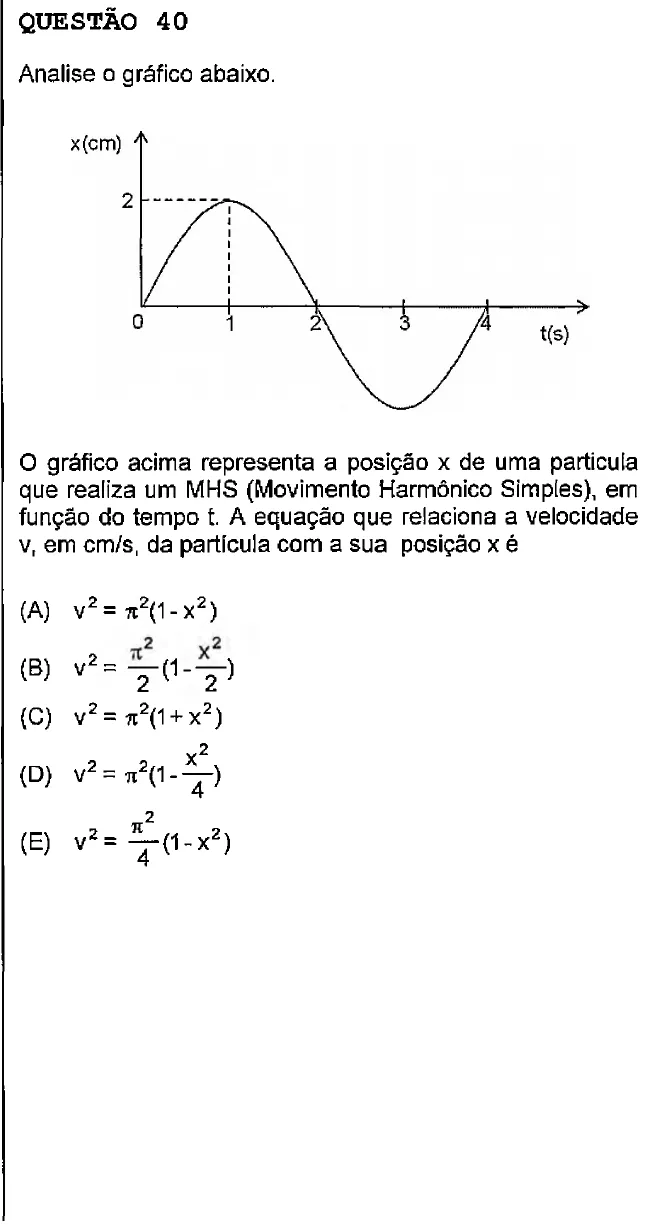 QUESTÃO 40
Analise o gráfico abaixo.
x(cm)
2
0 1 2 3 4
t(s)
O gráfico acima representa a posição x de uma particula
que realiza um MHS (Movimento Harmônico Simples), em
função do tempo t. A equação que relaciona a velocidade
v, em cm/s, da partícula com a sua posição x é
(A) v² = π²(1-x²)
(B) v² = π²/2(1-x²/2)
(C) v² = π²(1+x²)
(D) v² = π²(1-x²/4)
(E) v² = π²/4(1-x²)